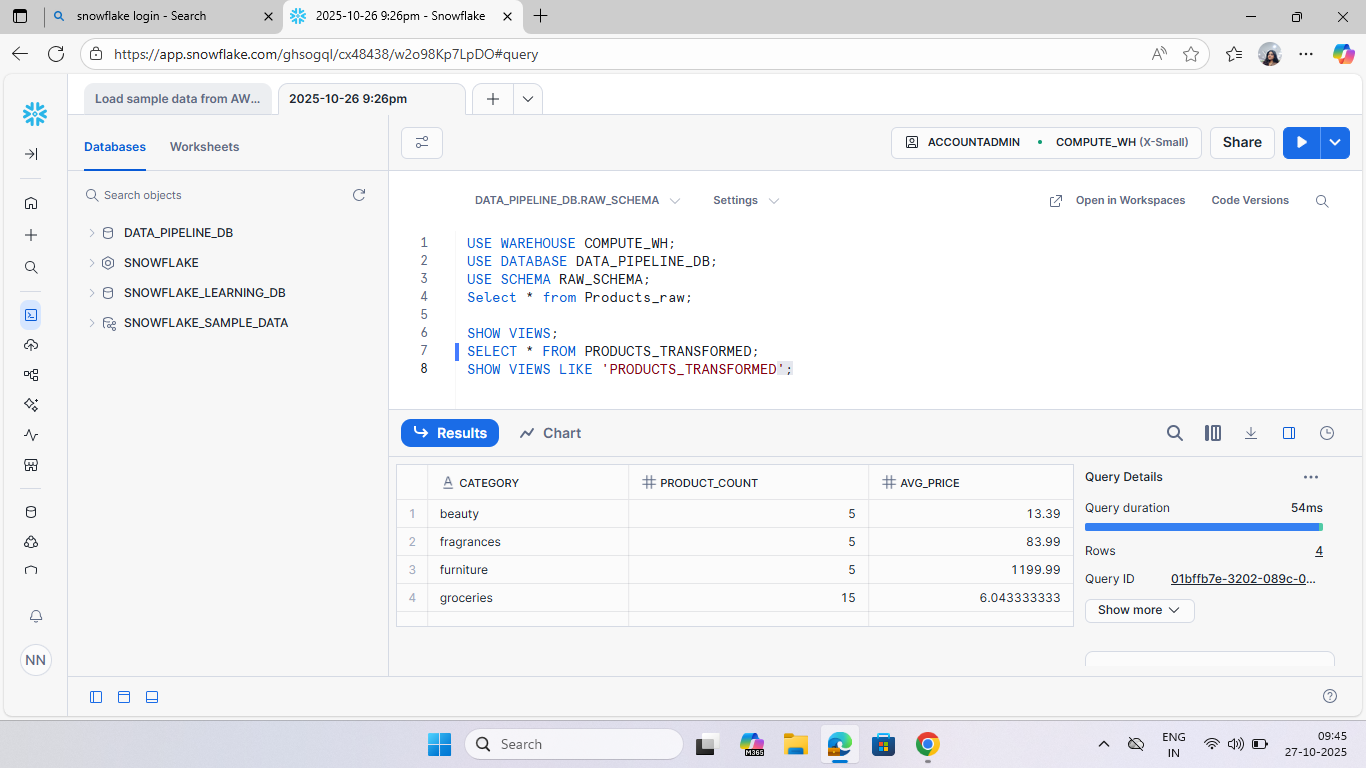 snowflake login - Search
2025-10-26 9:26pm - Snowflake
https://app.snowflake.com/ghsogql/cx48438/w2o98Kp7LpDO#query
Load sample data from AW...
2025-10-26 9:26pm
Databases
Worksheets
ACCOUNTADMIN
COMPUTE_WH (X-Small)
Share
Search objects
DATA_PIPELINE_DB
SNOWFLAKE
SNOWFLAKE_LEARNING_DB
SNOWFLAKE_SAMPLE_DATA
NN
DATA_PIPELINE_DB.RAW_SCHEMA
Settings
Open in Workspaces
Code Versions
1 USE WAREHOUSE COMPUTE_WH;
2 USE DATABASE DATA_PIPELINE_DB;
3 USE SCHEMA RAW_SCHEMA;
4 Select * from Products_raw;
5
6 SHOW VIEWS;
7 SELECT * FROM PRODUCTS_TRANSFORMED;
8 SHOW VIEWS LIKE 'PRODUCTS_TRANSFORMED';
Results
Chart
A CATEGORY # PRODUCT_COUNT # AVG_PRICE
1 beauty 5 13.39
2 fragrances 5 83.99
3 furniture 5 1199.99
4 groceries 15 6.043333333
Query Details
Query duration 54ms
Rows 4
Query ID 01bffb7e-3202-089c-0...
Show more
Search
M365
ENG
IN
09:45
27-10-2025